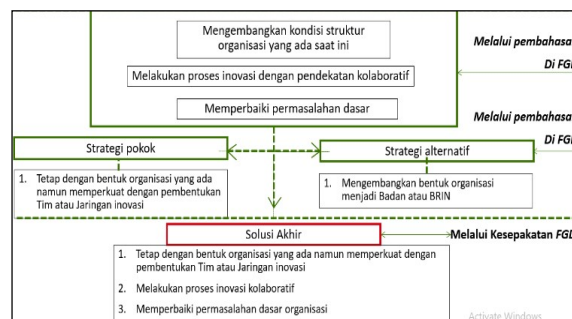 Mengembangkan kondisi struktur
organisasi yang ada saat ini
Melalui pembahasa
Di FGD
Melakukan proses inovasi dengan pendekatan kolaboratif
Memperbaiki permasalahan dasar
Melalui pembahasa
Di FGD
Strategi pokok
Strategi alternatif
1. Tetap dengan bentuk organisasi yang ada
namun memperkuat dengan pembentukan
Tim atau Jaringan inovasi
1. Mengembangkan bentuk organisasi
menjadi Badan atau BRIN
Solusi Akhir
Melalui Kesepakatan FGD
1. Tetap dengan bentuk organisasi yang ada namun memperkuat dengan
pembentukan Tim atau Jaringan inovasi
2. Melakukan proses inovasi kolaboratif
3. Memperbaiki permasalahan dasar organisasi
Activate Windows